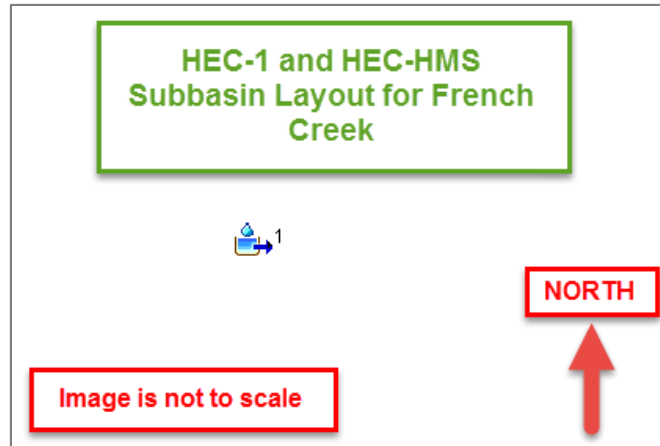 HEC-1 and HEC-HMS
Subbasin Layout for French
Creek
1
NORTH
Image is not to scale